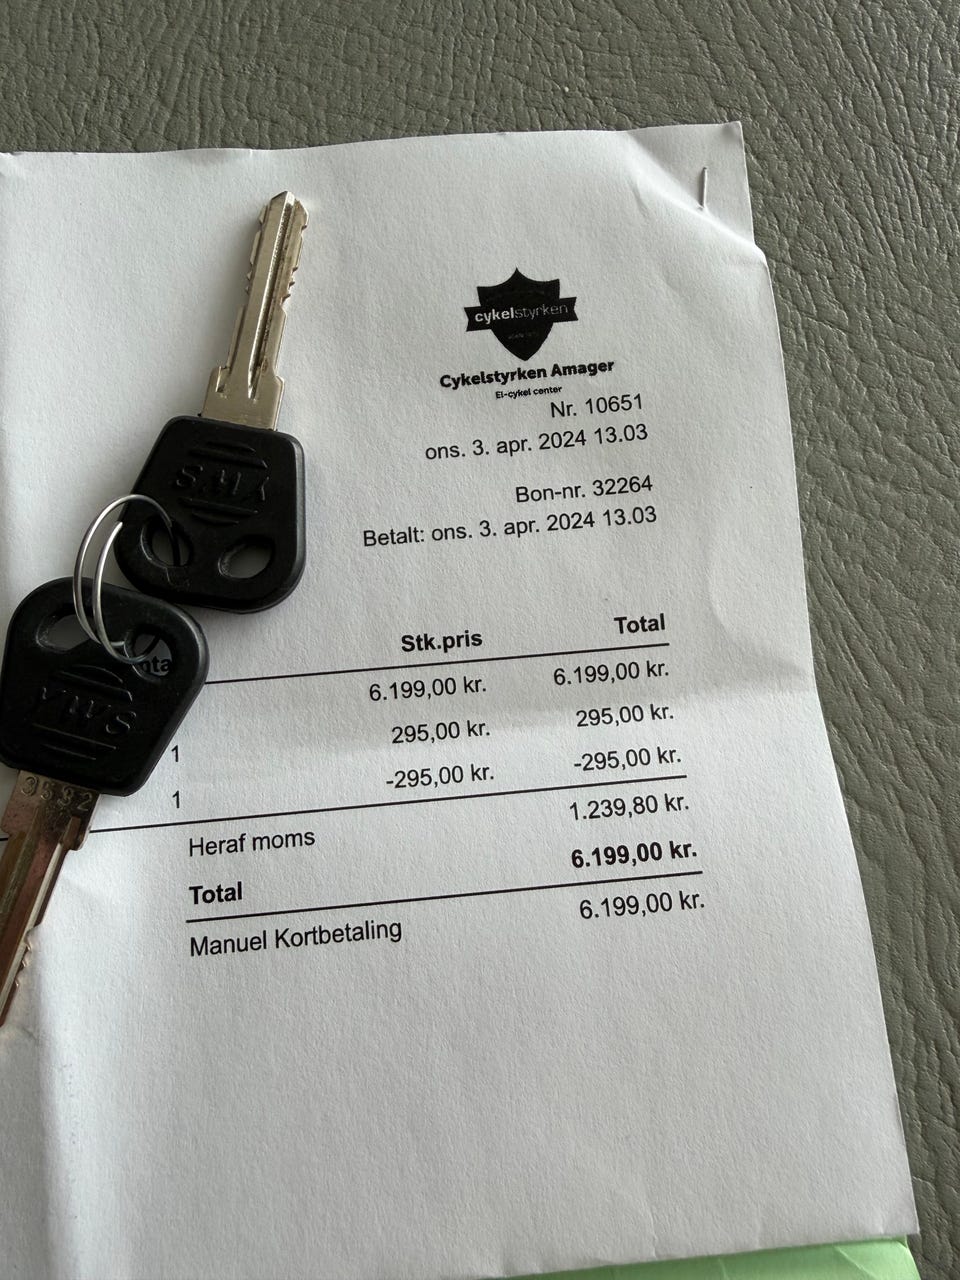 cykelstyrken
Cykelstyrken Amager
El-cykel center
Nr. 10651
ons. 3. apr. 2024 13.03
Bon-nr. 32264
Betalt: ons. 3. apr. 2024 13.03
Stk.pris Total
6.199,00 kr. 6.199,00 kr.
1 295,00 kr. 295,00 kr.
1 -295,00 kr. -295,00 kr.
Heraf moms 1.239,80 kr.
Total 6.199,00 kr.
Manuel Kortbetaling 6.199,00 kr.
3592